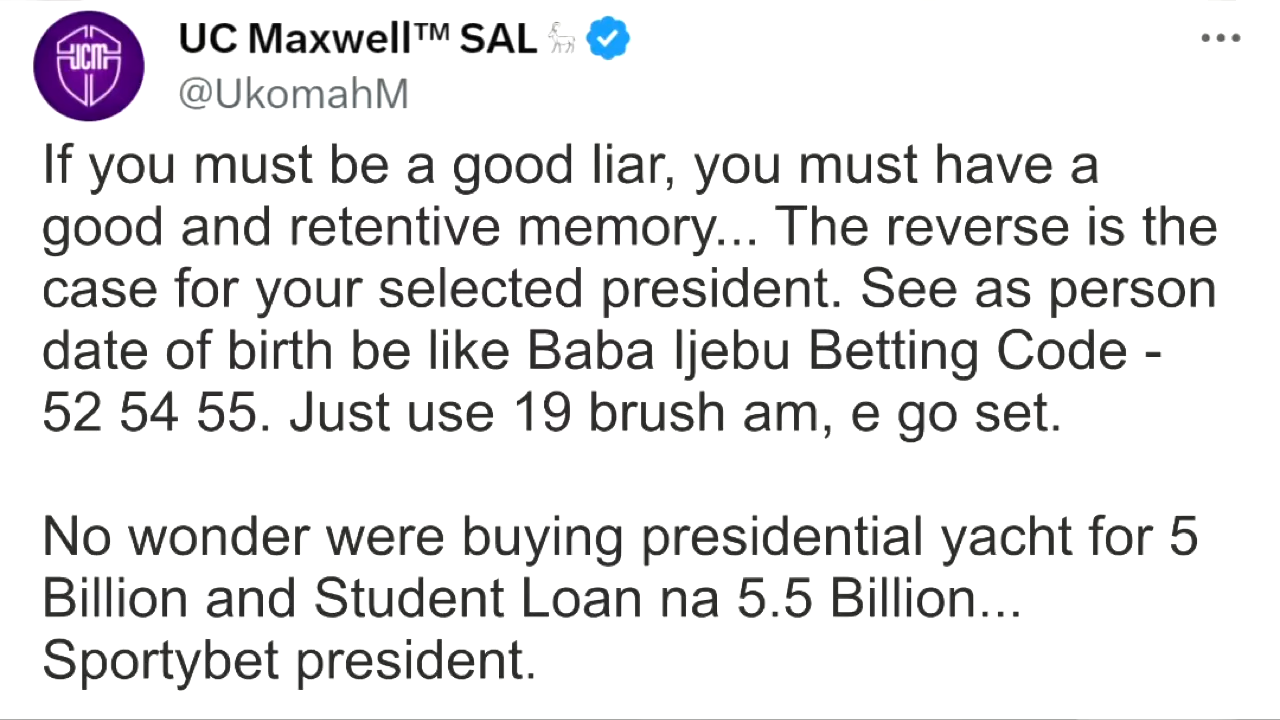 UC Maxwell™ SAL
@UkomahM
If you must be a good liar, you must have a
good and retentive memory... The reverse is the
case for your selected president. See as person
date of birth be like Baba Ijebu Betting Code -
52 54 55. Just use 19 brush am, e go set.
No wonder were buying presidential yacht for 5
Billion and Student Loan na 5.5 Billion...
Sportybet president.